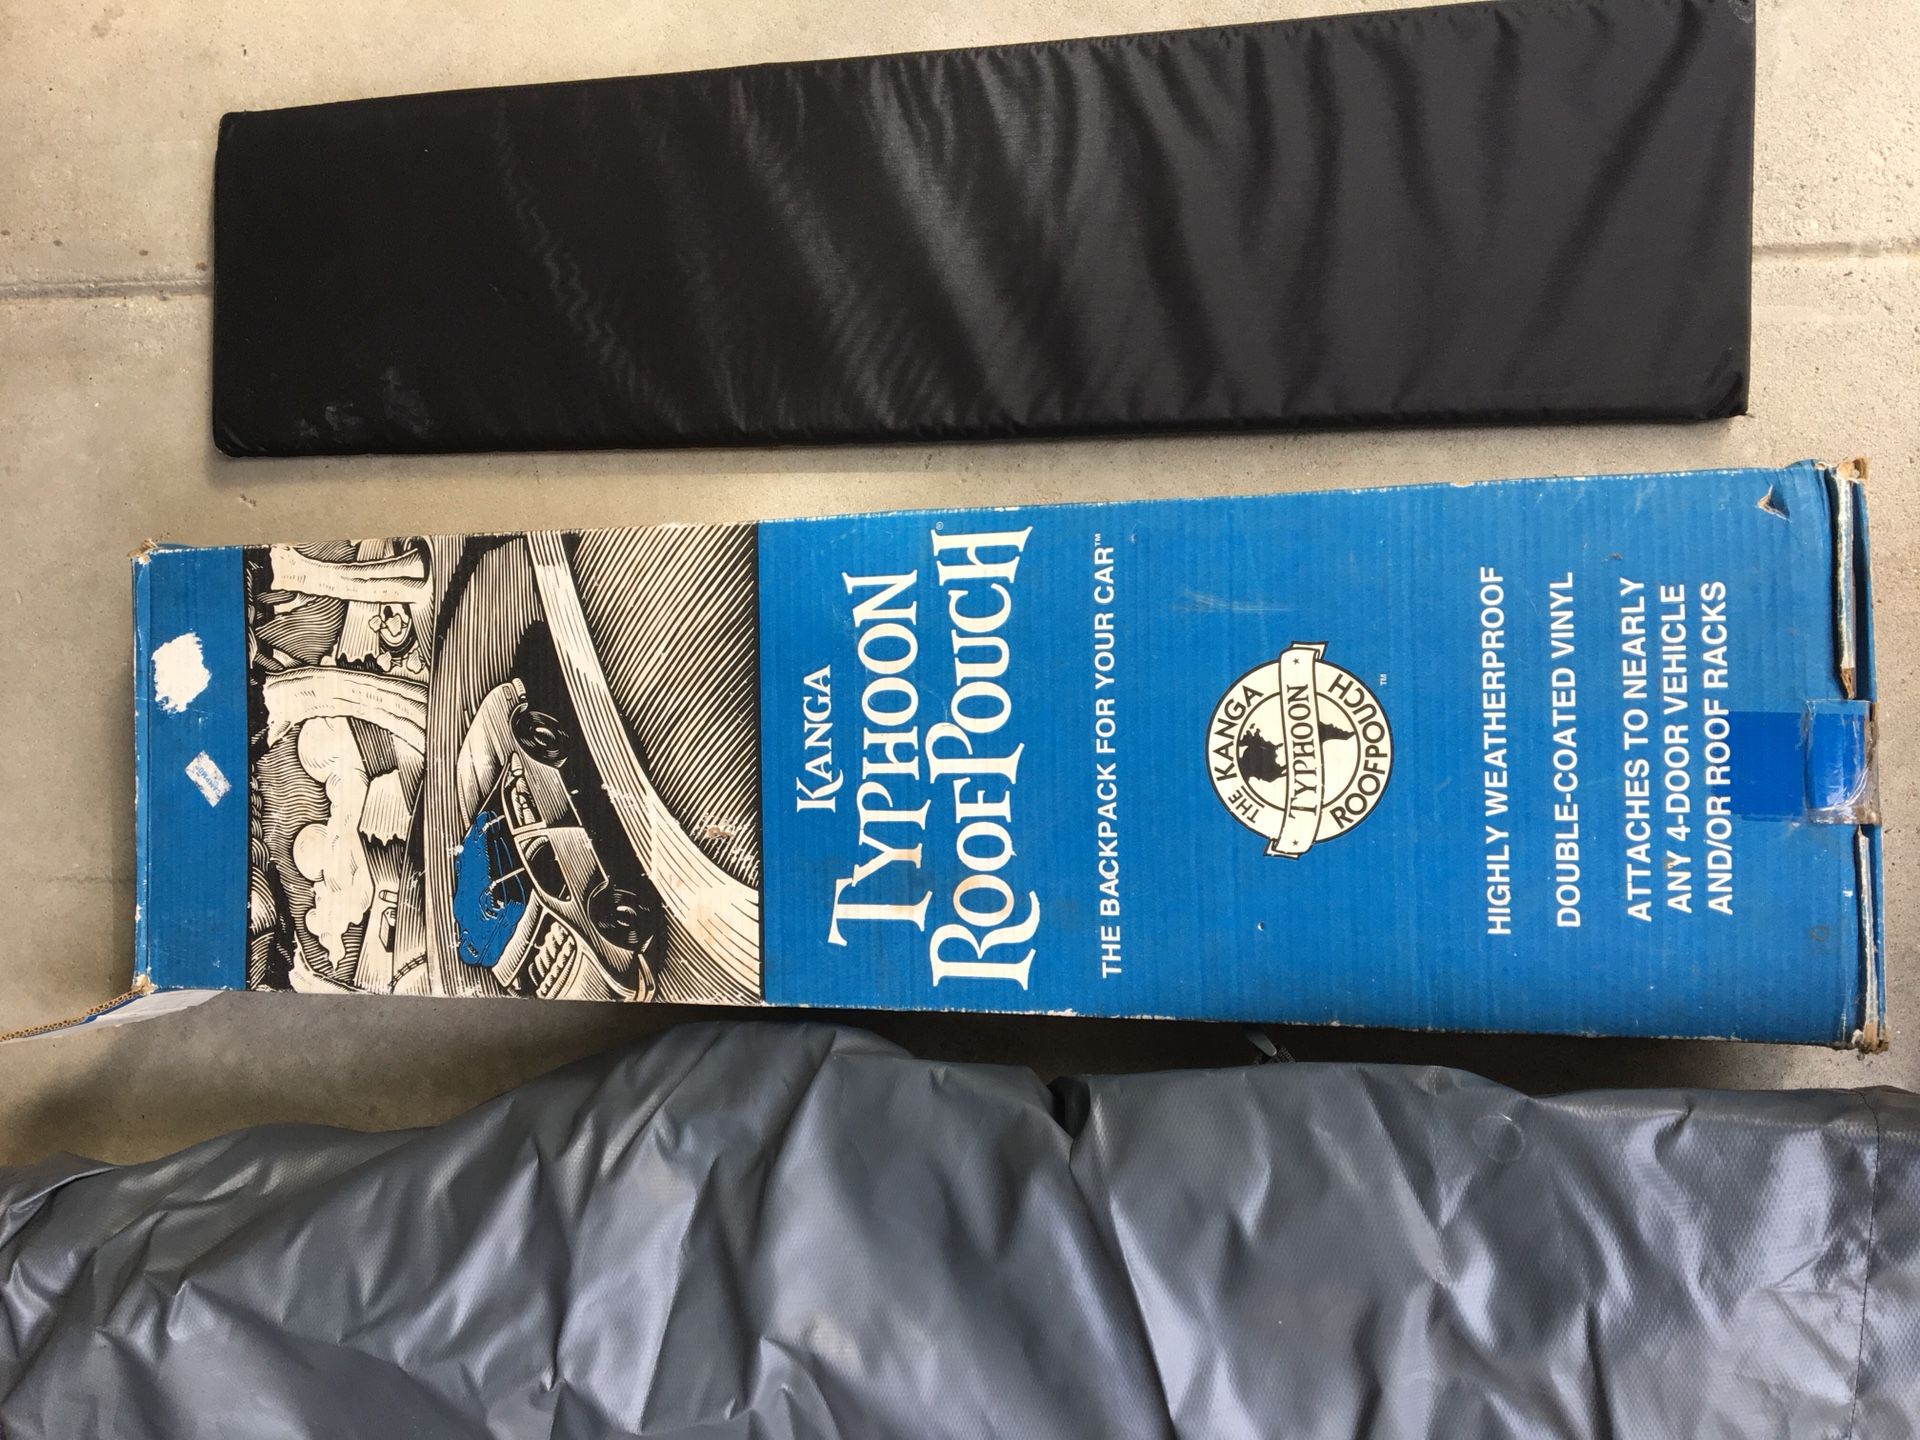 KANGA
TYPHOON
ROOFPOUCH®
THE BACKPACK FOR YOUR CAR™
THE KANGA
TYPHOON
ROOFPOUCH™
HIGHLY WEATHERPROOF
DOUBLE-COATED VINYL
ATTACHES TO NEARLY
ANY 4-DOOR VEHICLE
AND/OR ROOF RACKS